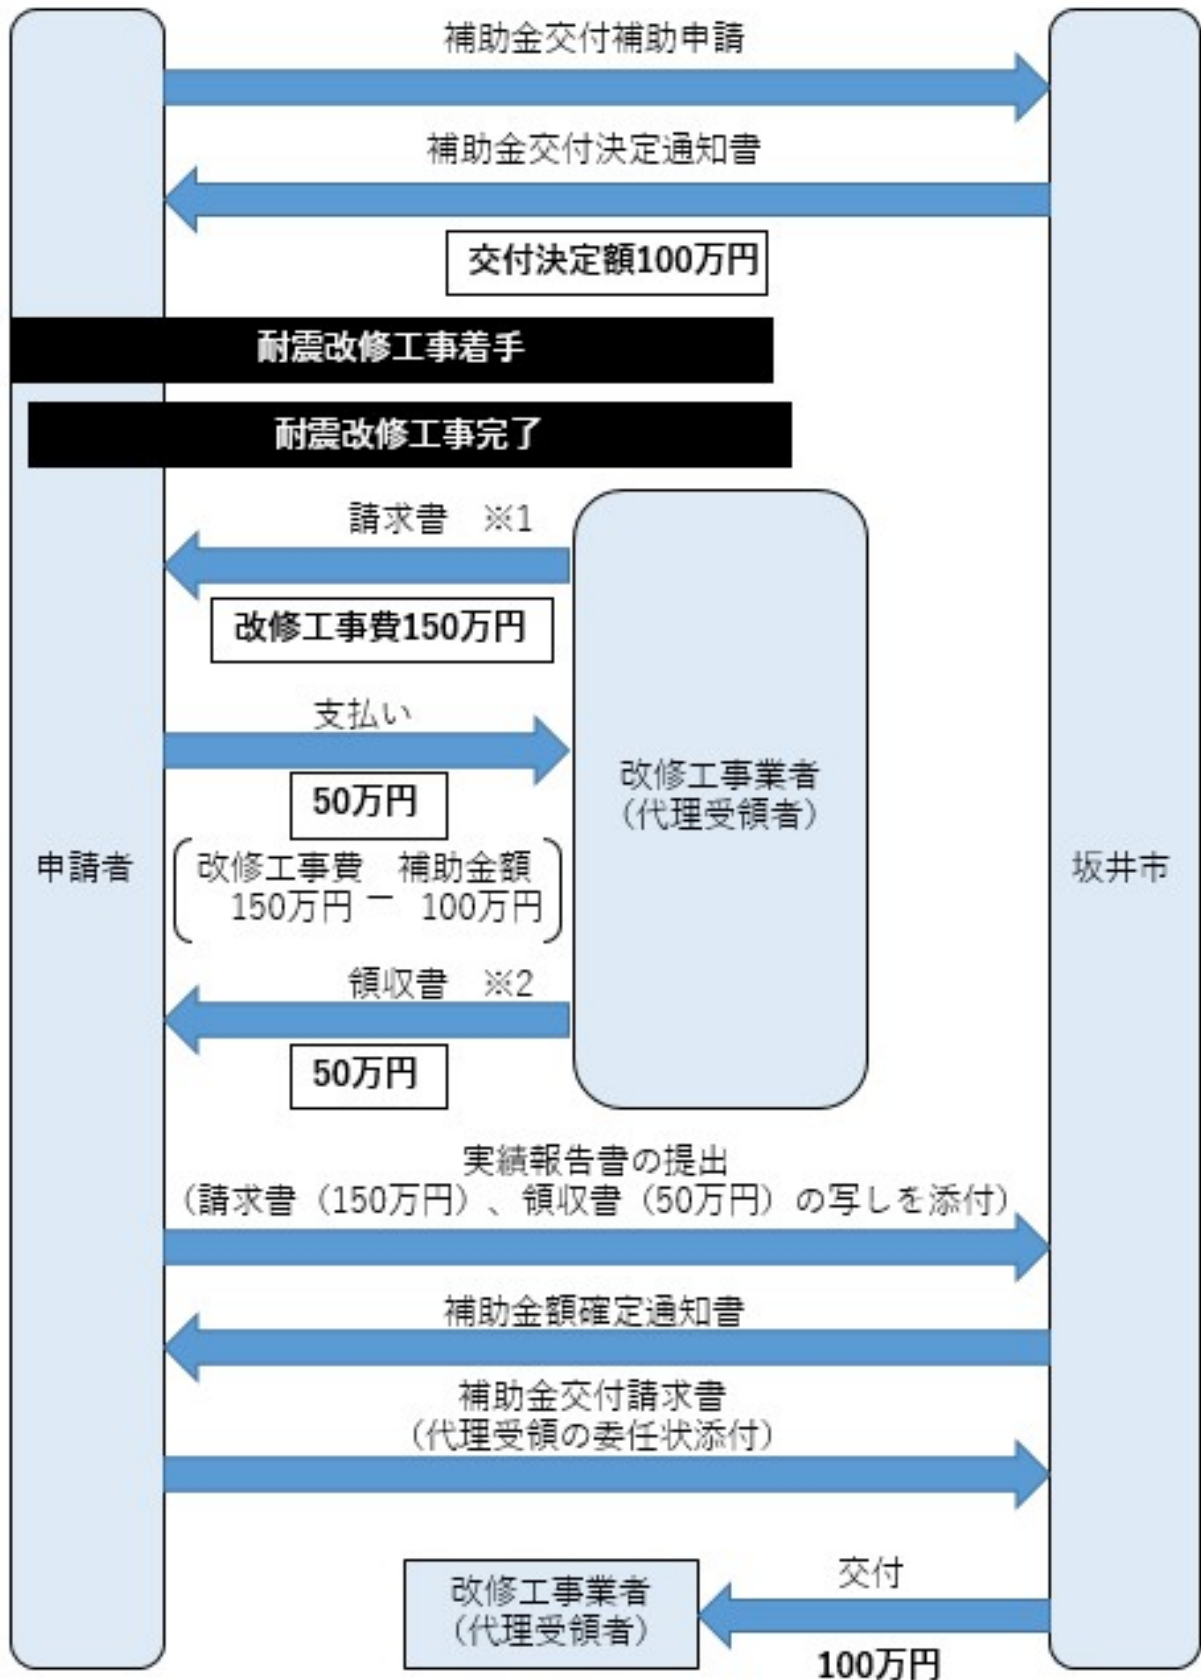 補助金交付補助申請
補助金交付決定通知書
交付決定額100万円
耐震改修工事着手
耐震改修工事完了
請求書　※1
改修工事費150万円
支払い
50万円
改修工事費　補助金額
150万円 － 100万円
領収書　※2
50万円
改修工事業者
（代理受領者）
申請者
坂井市
実績報告書の提出
（請求書（150万円）、領収書（50万円）の写しを添付）
補助金額確定通知書
補助金交付請求書
（代理受領の委任状添付）
交付
改修工事業者
（代理受領者）
100万円